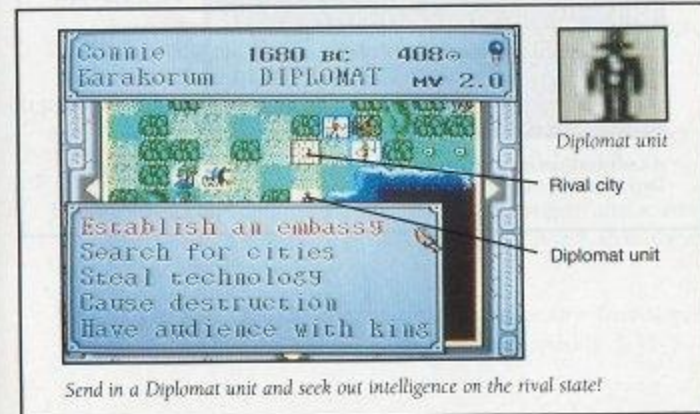 Connie 1680 BC 408
Karakorum DIPLOMAT MV 2.0
Diplomat unit
Rival city
Establish an embassy
Search for cities
Diplomat unit
Steal technology
Cause destruction
Have audience with king
Send in a Diplomat unit and seek out intelligence on the rival state!